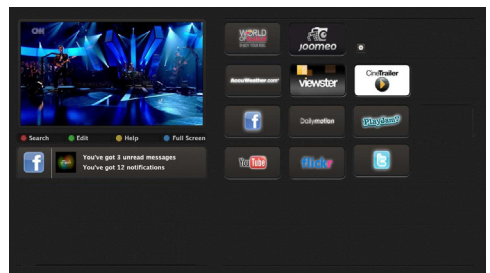 CNN
Search
Edit
Help
Full Screen
You've got 3 unread messages
You've got 12 notifications
WORLD
OF
joomeo
AccuWeather.com
viewster
CineTrailer
Dailymotion
Playjam
YouTube
flickr